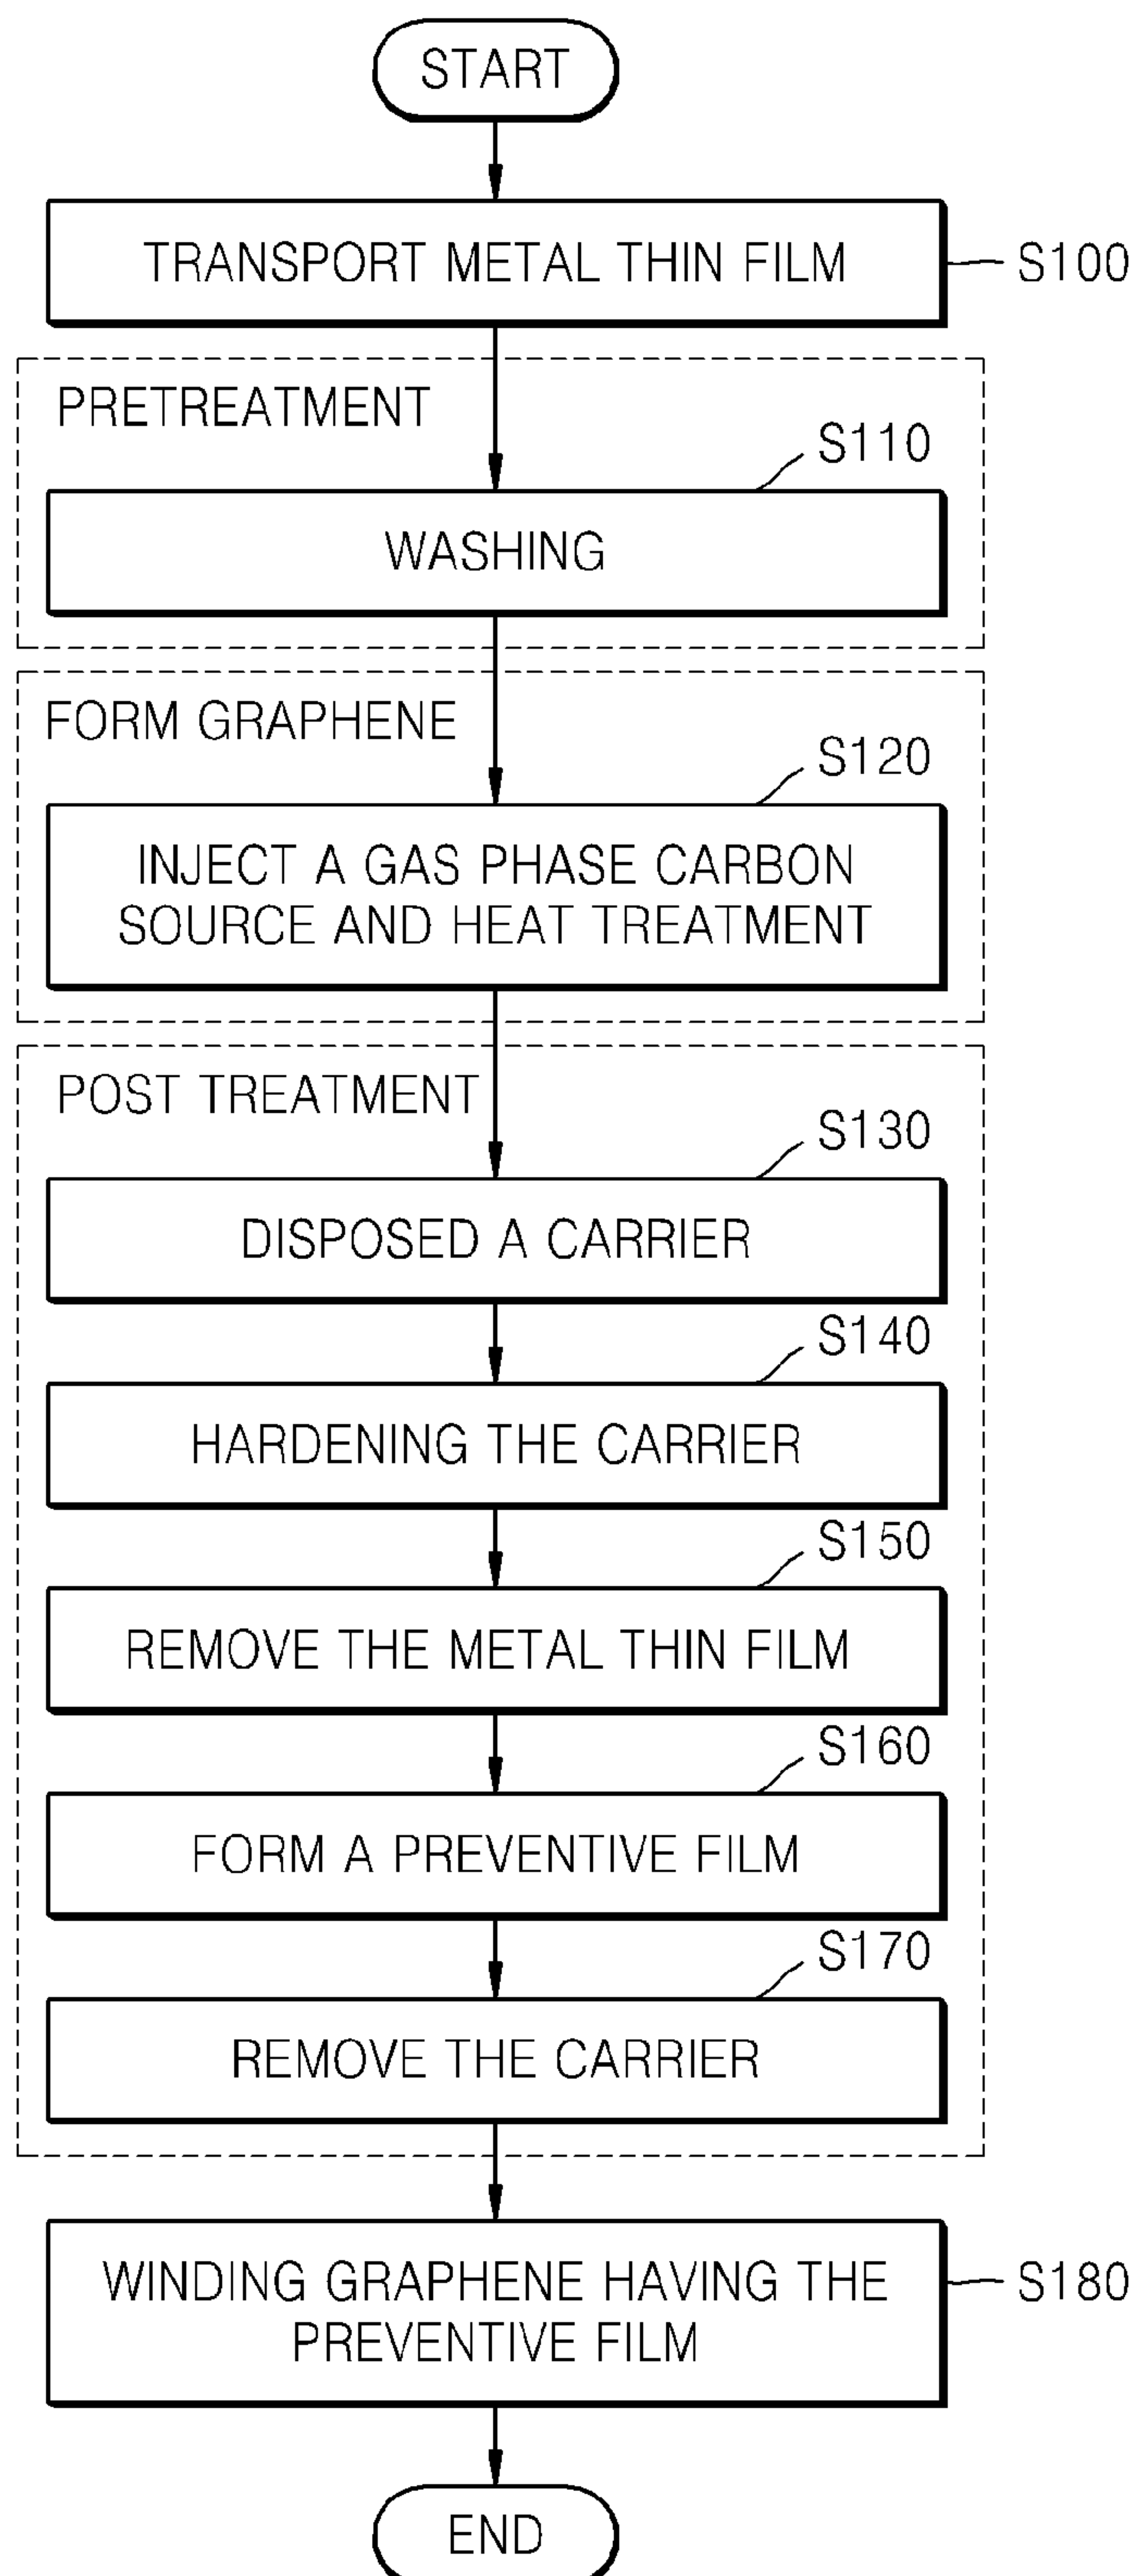 START
TRANSPORT METAL THIN FILM
S100
PRETREATMENT
S110
WASHING
FORM GRAPHENE
S120
INJECT A GAS PHASE CARBON
SOURCE AND HEAT TREATMENT
POST TREATMENT
S130
DISPOSED A CARRIER
S140
HARDENING THE CARRIER
S150
REMOVE THE METAL THIN FILM
S160
FORM A PREVENTIVE FILM
S170
REMOVE THE CARRIER
WINDING GRAPHENE HAVING THE
PREVENTIVE FILM
S180
END